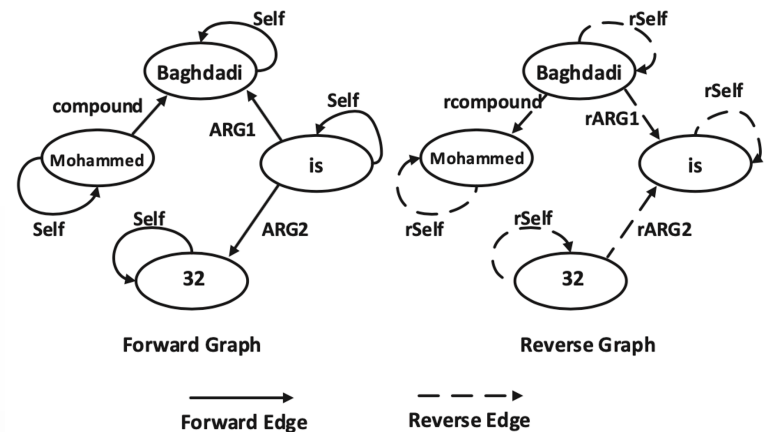 Self
Baghdadi
compound
ARG1
Self
Mohammed
is
Self
Self
ARG2
32
Forward Graph
Forward Edge
rSelf
Baghdadi
rcompound
rARG1
rSelf
Mohammed
is
rSelf
rSelf
rARG2
32
Reverse Graph
Reverse Edge